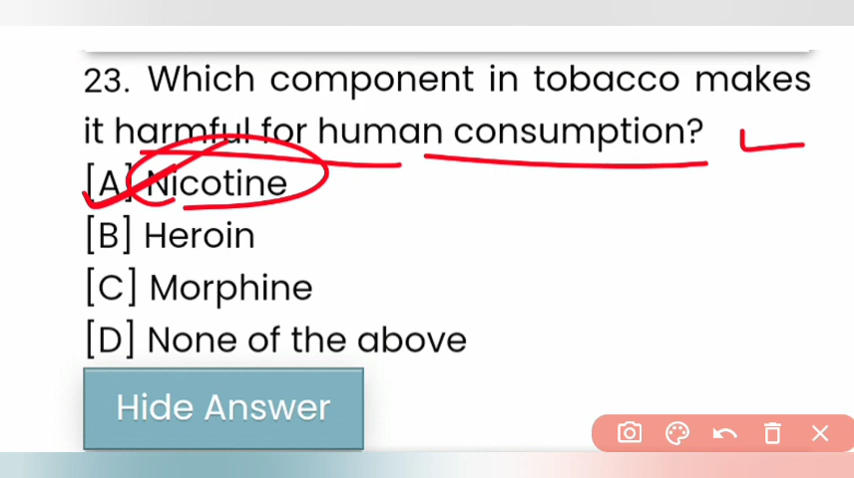 23. Which component in tobacco makes
it harmful for human consumption?
[A] Nicotine
[B] Heroin
[C] Morphine
[D] None of the above
Hide Answer